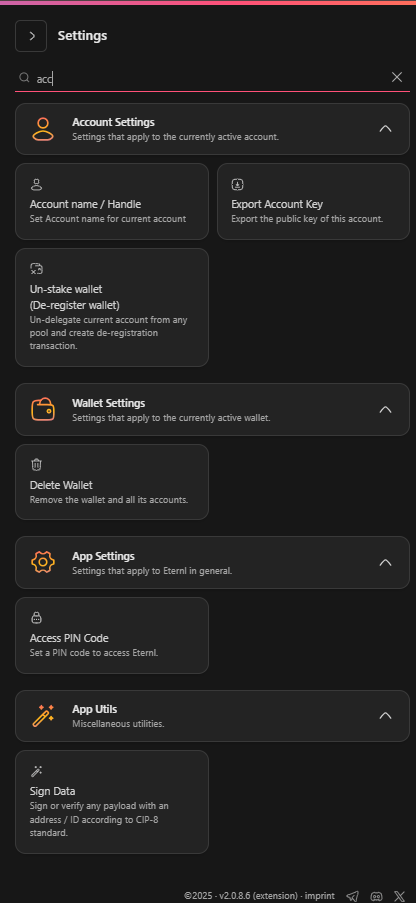 Settings
acc
Account Settings
Settings that apply to the currently active account.
Account name / Handle
Set Account name for current account
Export Account Key
Export the public key of this account.
Un-stake wallet
(De-register wallet)
Un-delegate current account from any
pool and create de-registration
transaction.
Wallet Settings
Settings that apply to the currently active wallet.
Delete Wallet
Remove the wallet and all its accounts.
App Settings
Settings that apply to Eternl in general.
Access PIN Code
Set a PIN code to access Eternl.
App Utils
Miscellaneous utilities.
Sign Data
Sign or verify any payload with an
address / ID according to CIP-8
standard.
©2025 · v2.0.8.6 (extension) · imprint